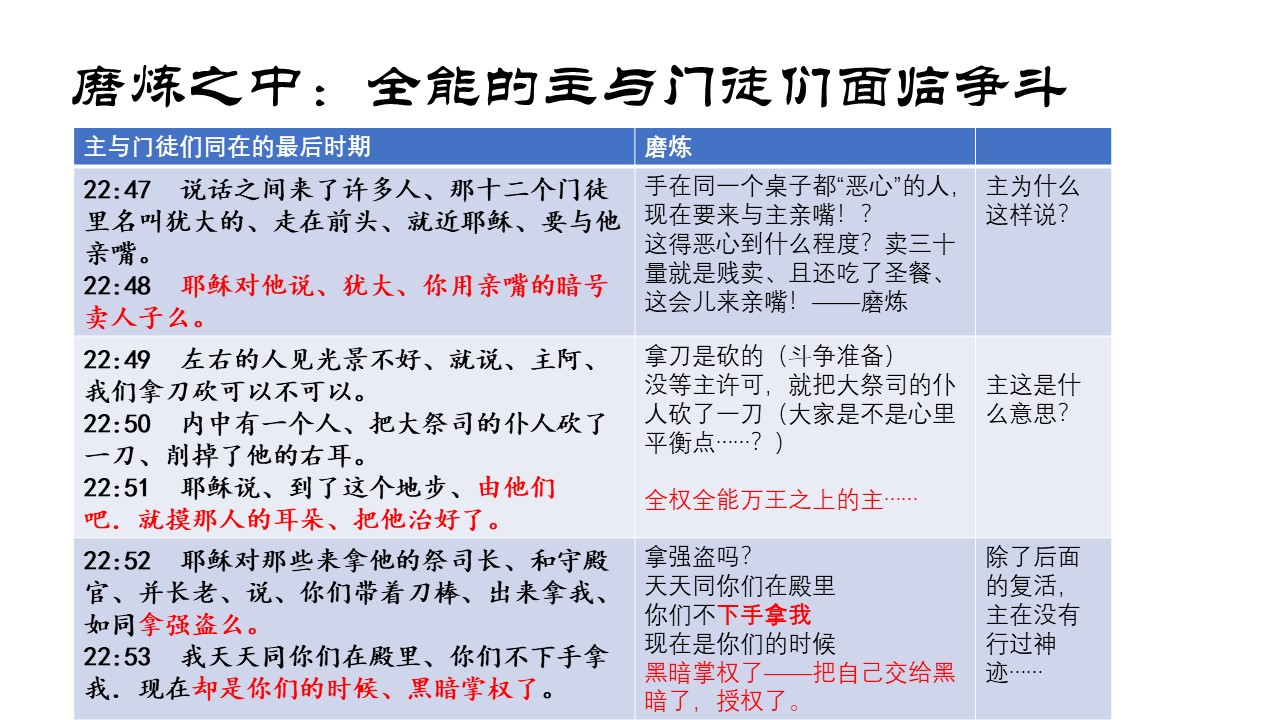 磨炼之中：全能的主与门徒们面临争斗
主与门徒们同在的最后时期
磨炼
22:47　说话之间来了许多人、那十二个门徒
里名叫犹大的、走在前头、就近耶稣、要与他
亲嘴。
22:48　耶稣对他说、犹大、你用亲嘴的暗号
卖人子么。
手在同一个桌子都“恶心”的人，
现在要来与主亲嘴！？
这得恶心到什么程度？卖三十
量就是贱卖、且还吃了圣餐、
这会儿来亲嘴！——磨炼
主为什么
这样说？
22:49　左右的人见光景不好、就说、主阿、
我们拿刀砍可以不可以。
22:50　内中有一个人、把大祭司的仆人砍了
一刀、削掉了他的右耳。
22:51　耶稣说、到了这个地步、由他们
吧．就摸那人的耳朵、把他治好了。
拿刀是砍的（斗争准备）
没等主许可，就把大祭司的仆
人砍了一刀（大家是不是心里
平衡点……？）
全权全能万王之上的主……
主这是什
么意思？
22:52　耶稣对那些来拿他的祭司长、和守殿
官、并长老、说、你们带着刀棒、出来拿我、
如同拿强盗么。
22:53　我天天同你们在殿里、你们不下手拿
我．现在却是你们的时候、黑暗掌权了。
拿强盗吗？
天天同你们在殿里
你们不下手拿我
现在是你们的时候
黑暗掌权了——把自己交给黑
暗了，授权了。
除了后面
的复活，
主在没有
行过神
迹……